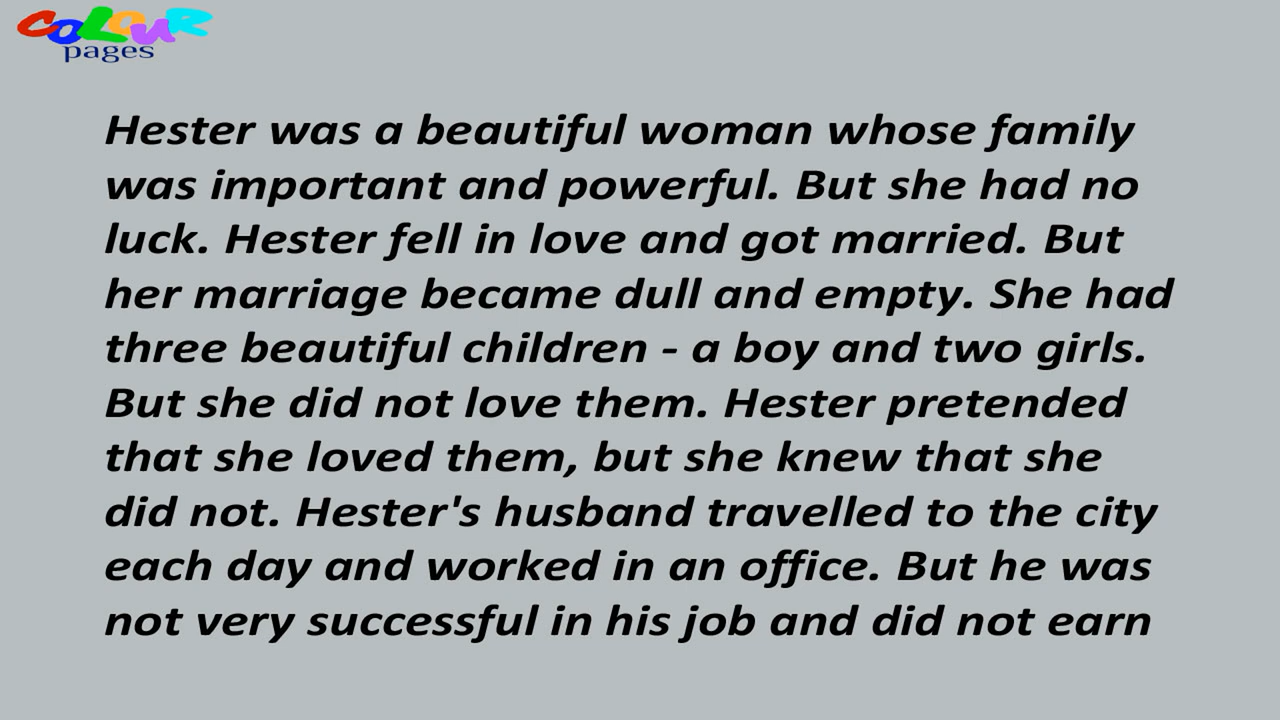 COLOUR
pages
Hester was a beautiful woman whose family
was important and powerful. But she had no
luck. Hester fell in love and got married. But
her marriage became dull and empty. She had
three beautiful children - a boy and two girls.
But she did not love them. Hester pretended
that she loved them, but she knew that she
did not. Hester's husband travelled to the city
each day and worked in an office. But he was
not very successful in his job and did not earn